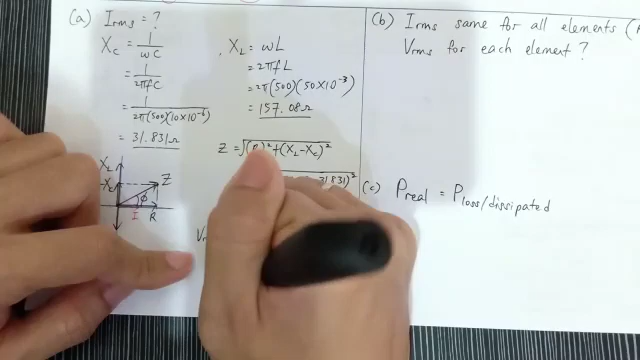 (a) Irms = ?
Xc = 1/ωC
= 1/2πfC
= 1/2π(500)(10×10⁻⁶)
= 31.831Ω
XL = ωL
= 2πfL
= 2π(500)(50×10⁻³)
= 157.08Ω
Z = √(R)²+(XL-Xc)²
31.831)²
XL
-Xc
Z
ϕ
I
R
(b) Irms same for all elements
Vrms for each element ?
(c) Preal = Ploss/dissipated